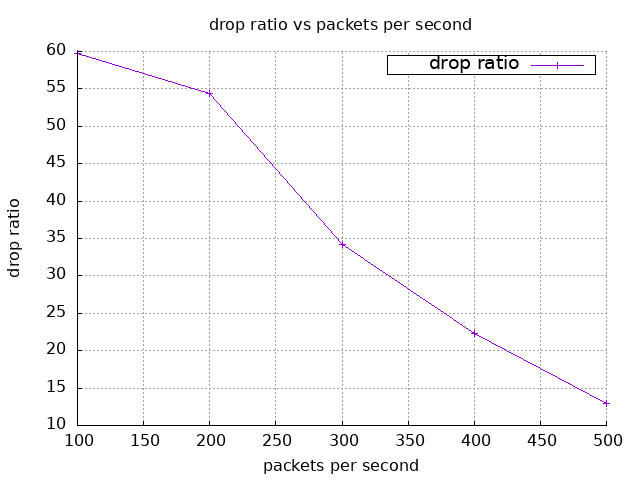 drop ratio vs packets per second
drop ratio
60
55
50
45
40
35
30
25
20
15
10
drop ratio
100 150 200 250 300 350 400 450 500
packets per second